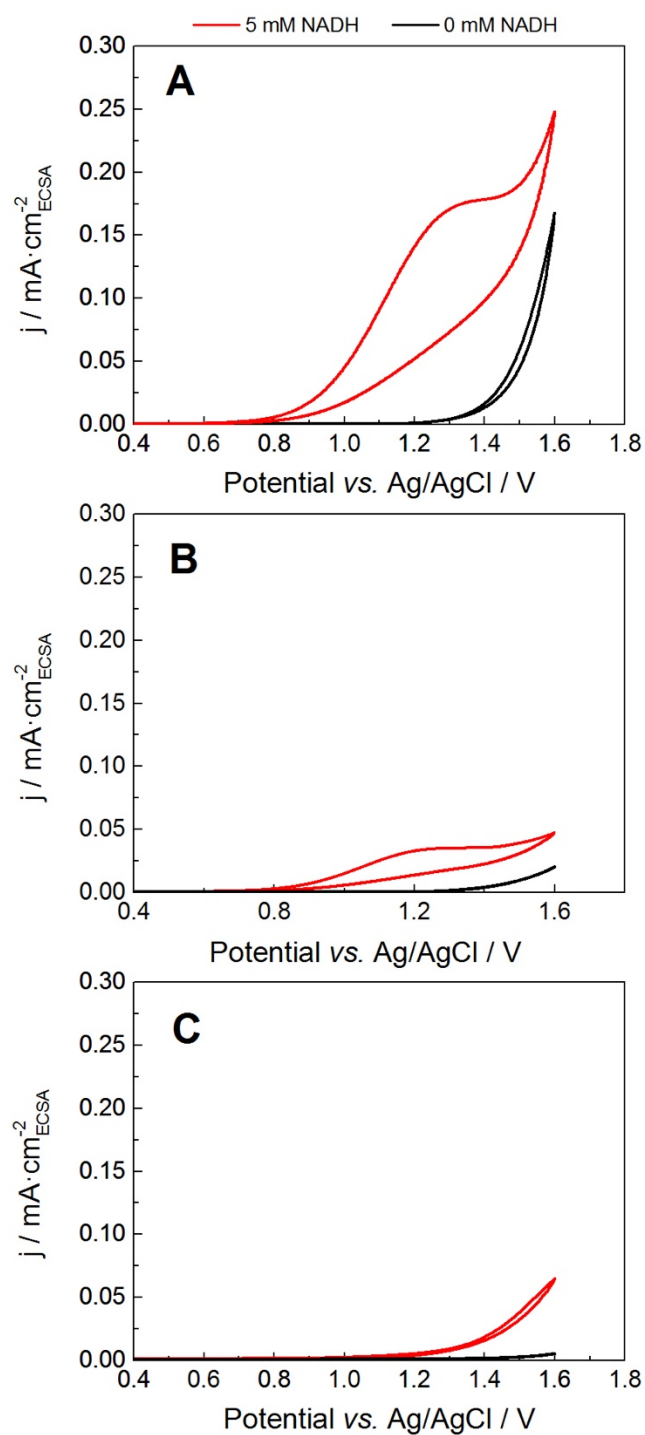 5 mM NADH 0 mM NADH
A
0.30
0.25
0.20
0.15
0.10
0.05
0.00
j / mA·cm⁻²ECSA
0.4 0.6 0.8 1.0 1.2 1.4 1.6 1.8
Potential vs. Ag/AgCl / V
B
0.30
0.25
0.20
0.15
0.10
0.05
0.00
j / mA·cm⁻²ECSA
0.4 0.8 1.2 1.6
Potential vs. Ag/AgCl / V
C
0.30
0.25
0.20
0.15
0.10
0.05
0.00
j / mA·cm⁻²ECSA
0.4 0.6 0.8 1.0 1.2 1.4 1.6 1.8
Potential vs. Ag/AgCl / V